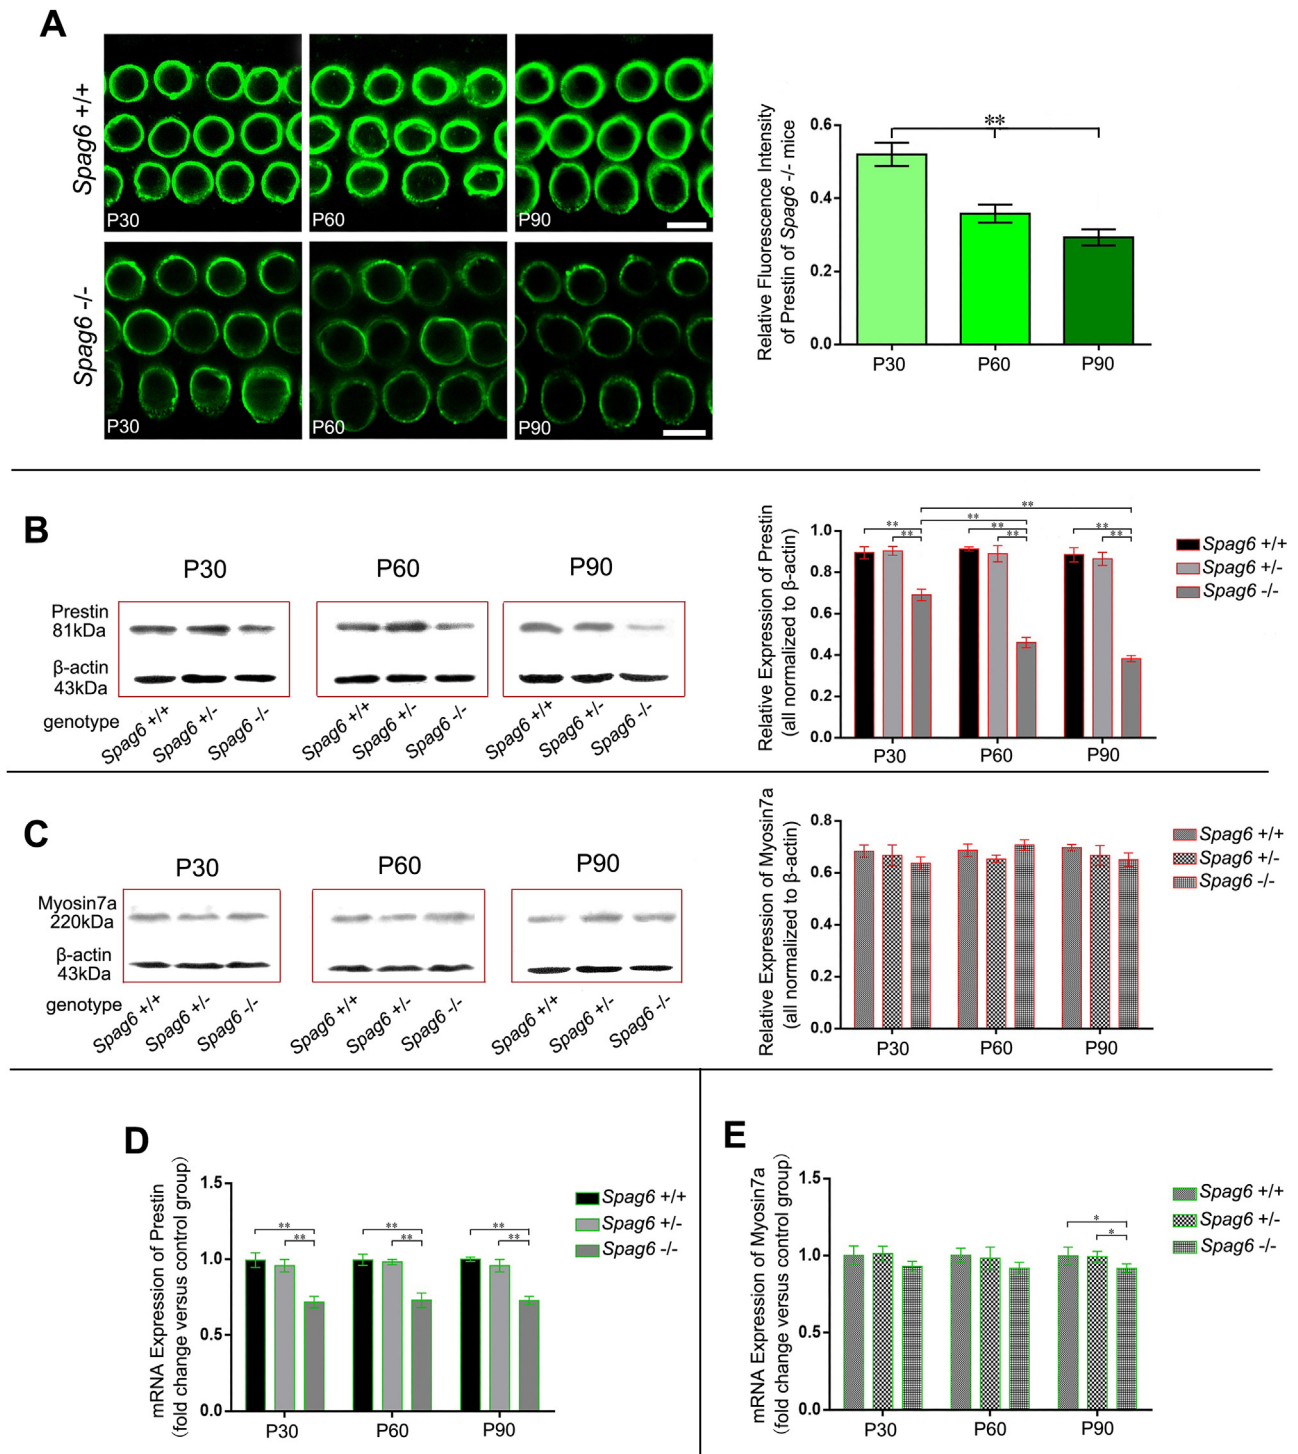 A
Spag6 +/+
P30
P60
P90
Spag6 -/-
P30
P60
P90
Relative Fluorescence Intensity
of Prestin of Spag6 -/- mice
0.6
0.4
0.2
0.0
**
P30
P60
P90
B
P30
P60
P90
Prestin
81kDa
β-actin
43kDa
genotype
Spag6 +/+
Spag6 +/-
Spag6 -/-
Spag6 +/+
Spag6 +/-
Spag6 -/-
Spag6 +/+
Spag6 +/-
Spag6 -/-
Relative Expression of Prestin
(all normalized to β-actin)
1.0
0.8
0.6
0.4
0.2
0.0
**
**
** ** **
** ** **
P30
P60
P90
Spag6 +/+
Spag6 +/-
Spag6 -/-
C
P30
P60
P90
Myosin7a
220kDa
β-actin
43kDa
genotype
Spag6 +/+
Spag6 +/-
Spag6 -/-
Spag6 +/+
Spag6 +/-
Spag6 -/-
Spag6 +/+
Spag6 +/-
Spag6 -/-
Relative Expression of Myosin7a
(all normalized to β-actin)
0.8
0.6
0.4
0.2
0.0
P30
P60
P90
Spag6 +/+
Spag6 +/-
Spag6 -/-
D
mRNA Expression of Prestin
(fold change versus control group)
1.5
1.0
0.5
0.0
** ** **
** ** **
P30
P60
P90
Spag6 +/+
Spag6 +/-
Spag6 -/-
E
mRNA Expression of Myosin7a
(fold change versus control group)
1.5
1.0
0.5
0.0
*
*
P30
P60
P90
Spag6 +/+
Spag6 +/-
Spag6 -/-